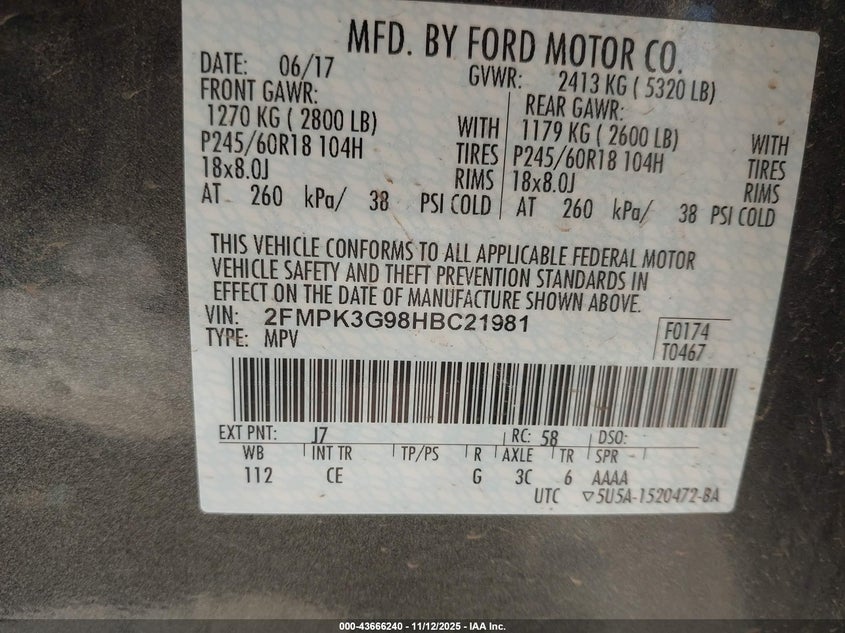 MFD. BY FORD MOTOR CO.
DATE: 06/17 GVWR: 2413 KG ( 5320 LB)
FRONT GAWR: REAR GAWR:
1270 KG ( 2800 LB) WITH 1179 KG ( 2600 LB) WITH
P245/60R18 104H TIRES P245/60R18 104H TIRES
18x8.0J RIMS 18x8.0J RIMS
AT 260 kPa/ 38 PSI COLD AT 260 kPa/ 38 PSI COLD
THIS VEHICLE CONFORMS TO ALL APPLICABLE FEDERAL MOTOR
VEHICLE SAFETY AND THEFT PREVENTION STANDARDS IN
EFFECT ON THE DATE OF MANUFACTURE SHOWN ABOVE.
VIN: 2FMPK3G98HBC21981 F0174
TYPE: MPV T0467
EXT PNT: J7 RC: 58 DSO:
WB INT TR TP/PS R AXLE TR SPR -
112 CE G 3C 6 AAAA
UTC ▽5U5A-1520472-BA
000-43666240 - 11/12/2025 - IAA Inc.